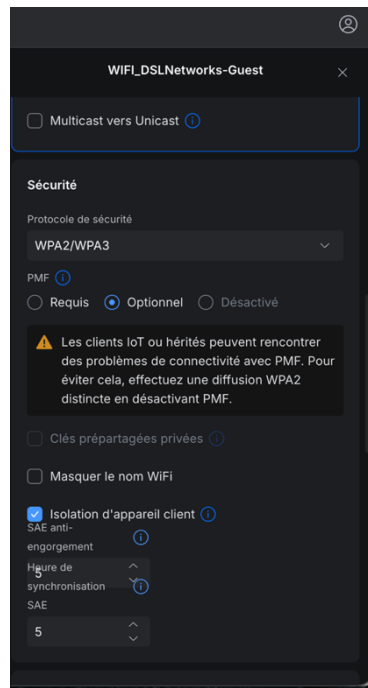 WIFI_DSLNetworks-Guest
Multicast vers Unicast
Sécurité
Protocole de sécurité
WPA2/WPA3
PMF
Requis
Optionnel
Désactivé
Les clients IoT ou hérités peuvent rencontrer
des problèmes de connectivité avec PMF. Pour
éviter cela, effectuez une diffusion WPA2
distincte en désactivant PMF.
Clés prépartagées privées
Masquer le nom WiFi
Isolation d'appareil client
SAE anti-
engorgement
5
Heure de
synchronisation
SAE
5